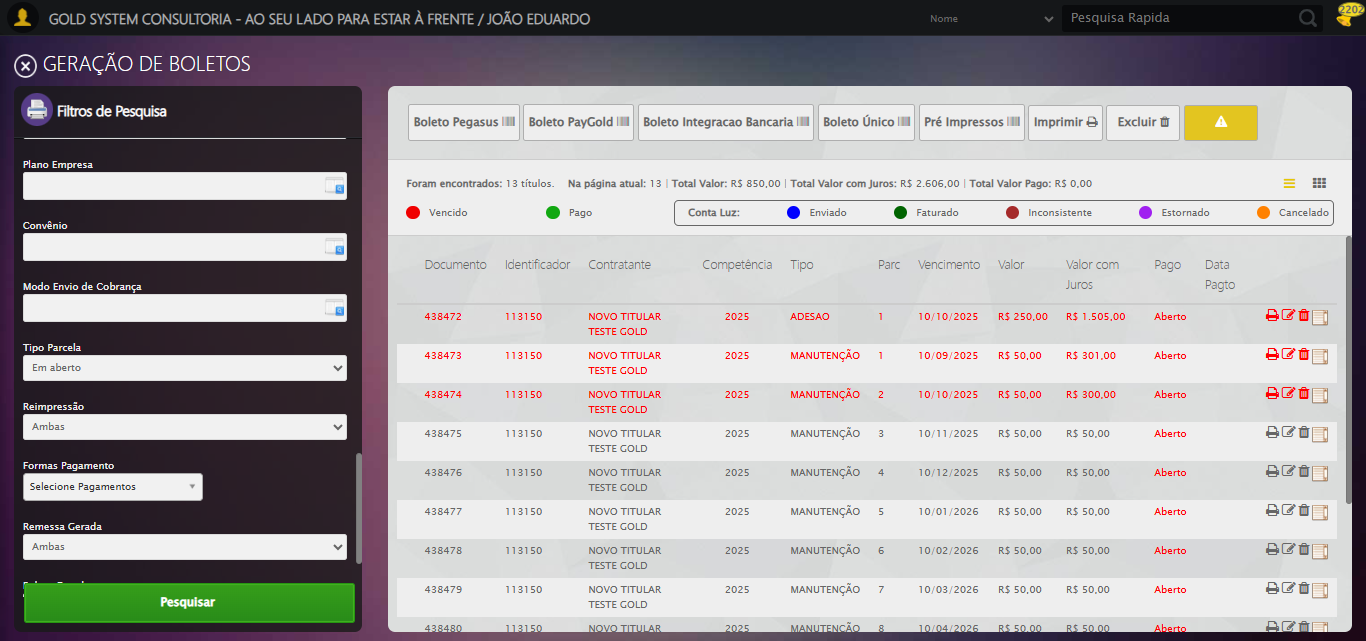 GOLD SYSTEM CONSULTORIA - AO SEU LADO PARA ESTAR À FRENTE / JOÃO EDUARDO
Nome
Pesquisa Rapida
2202
GERAÇÃO DE BOLETOS
Filtros de Pesquisa
Plano Empresa
Convênio
Modo Envio de Cobrança
Tipo Parcela
Em aberto
Reimpressão
Ambas
Formas Pagamento
Selecione Pagamentos
Remessa Gerada
Ambas
Pesquisar
Boleto Pegasus
Boleto PayGold
Boleto Integracao Bancaria
Boleto Único
Pré Impressos
Imprimir
Excluir
Foram encontrados: 13 títulos. Na página atual: 13 | Total Valor: R$ 850,00 | Total Valor com Juros: R$ 2.606,00 | Total Valor Pago: R$ 0,00
Vencido
Pago
Conta Luz:
Enviado
Faturado
Inconsistente
Estornado
Cancelado
Documento Identificador Contratante Competência Tipo Parc Vencimento Valor Valor com Juros Pago Data Pagto
438472 113150 NOVO TITULAR TESTE GOLD 2025 ADESAO 1 10/10/2025 R$ 250,00 R$ 1.505,00 Aberto
438473 113150 NOVO TITULAR TESTE GOLD 2025 MANUTENÇÃO 1 10/09/2025 R$ 50,00 R$ 301,00 Aberto
438474 113150 NOVO TITULAR TESTE GOLD 2025 MANUTENÇÃO 2 10/10/2025 R$ 50,00 R$ 300,00 Aberto
438475 113150 NOVO TITULAR TESTE GOLD 2025 MANUTENÇÃO 3 10/11/2025 R$ 50,00 R$ 50,00 Aberto
438476 113150 NOVO TITULAR TESTE GOLD 2025 MANUTENÇÃO 4 10/12/2025 R$ 50,00 R$ 50,00 Aberto
438477 113150 NOVO TITULAR TESTE GOLD 2025 MANUTENÇÃO 5 10/01/2026 R$ 50,00 R$ 50,00 Aberto
438478 113150 NOVO TITULAR TESTE GOLD 2025 MANUTENÇÃO 6 10/02/2026 R$ 50,00 R$ 50,00 Aberto
438479 113150 NOVO TITULAR TESTE GOLD 2025 MANUTENÇÃO 7 10/03/2026 R$ 50,00 R$ 50,00 Aberto
438480 113150 NOVO TITULAR 2025 MANUTENÇÃO 8 10/04/2026 R$ 50,00 R$ 50,00 Aberto